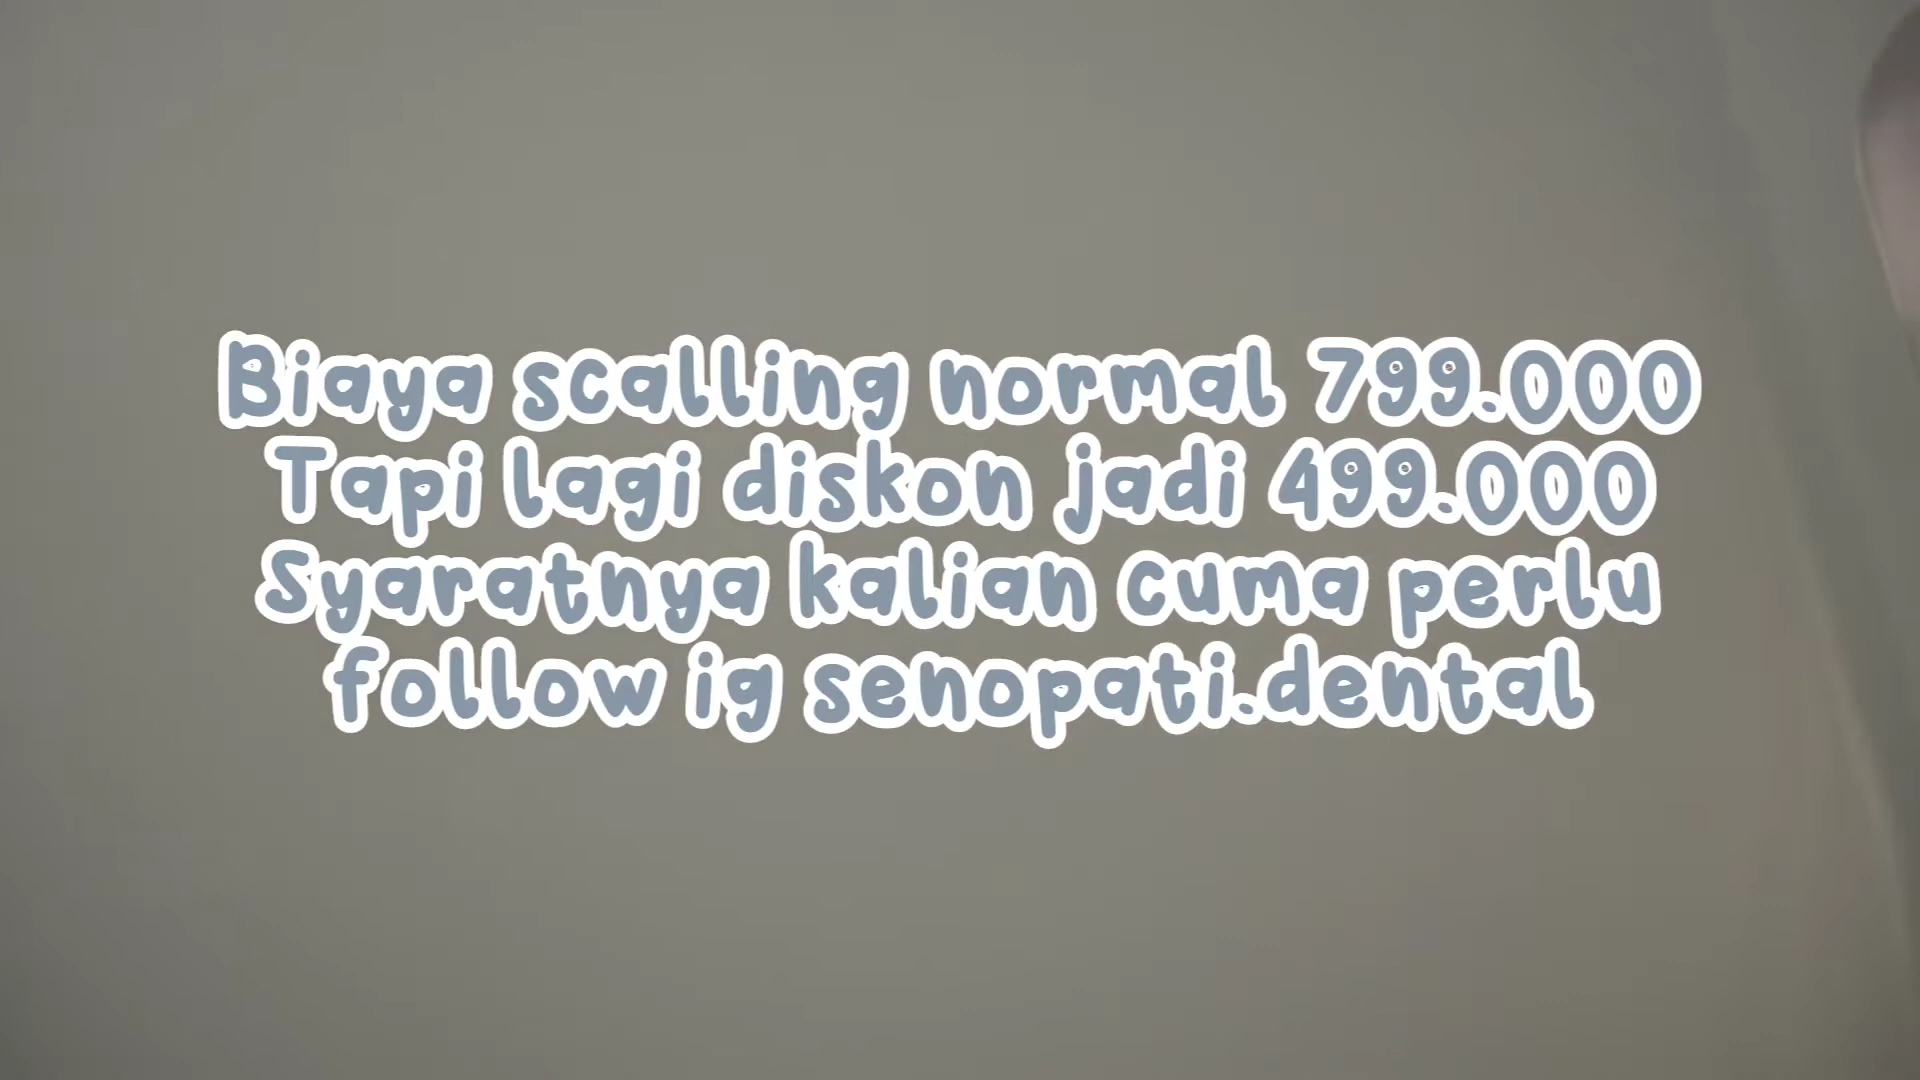 Biaya scalling normal 799.000
Tapi lagi diskon jadi 499.000
Syaratnya kalian cuma perlu
follow ig senopati.dental